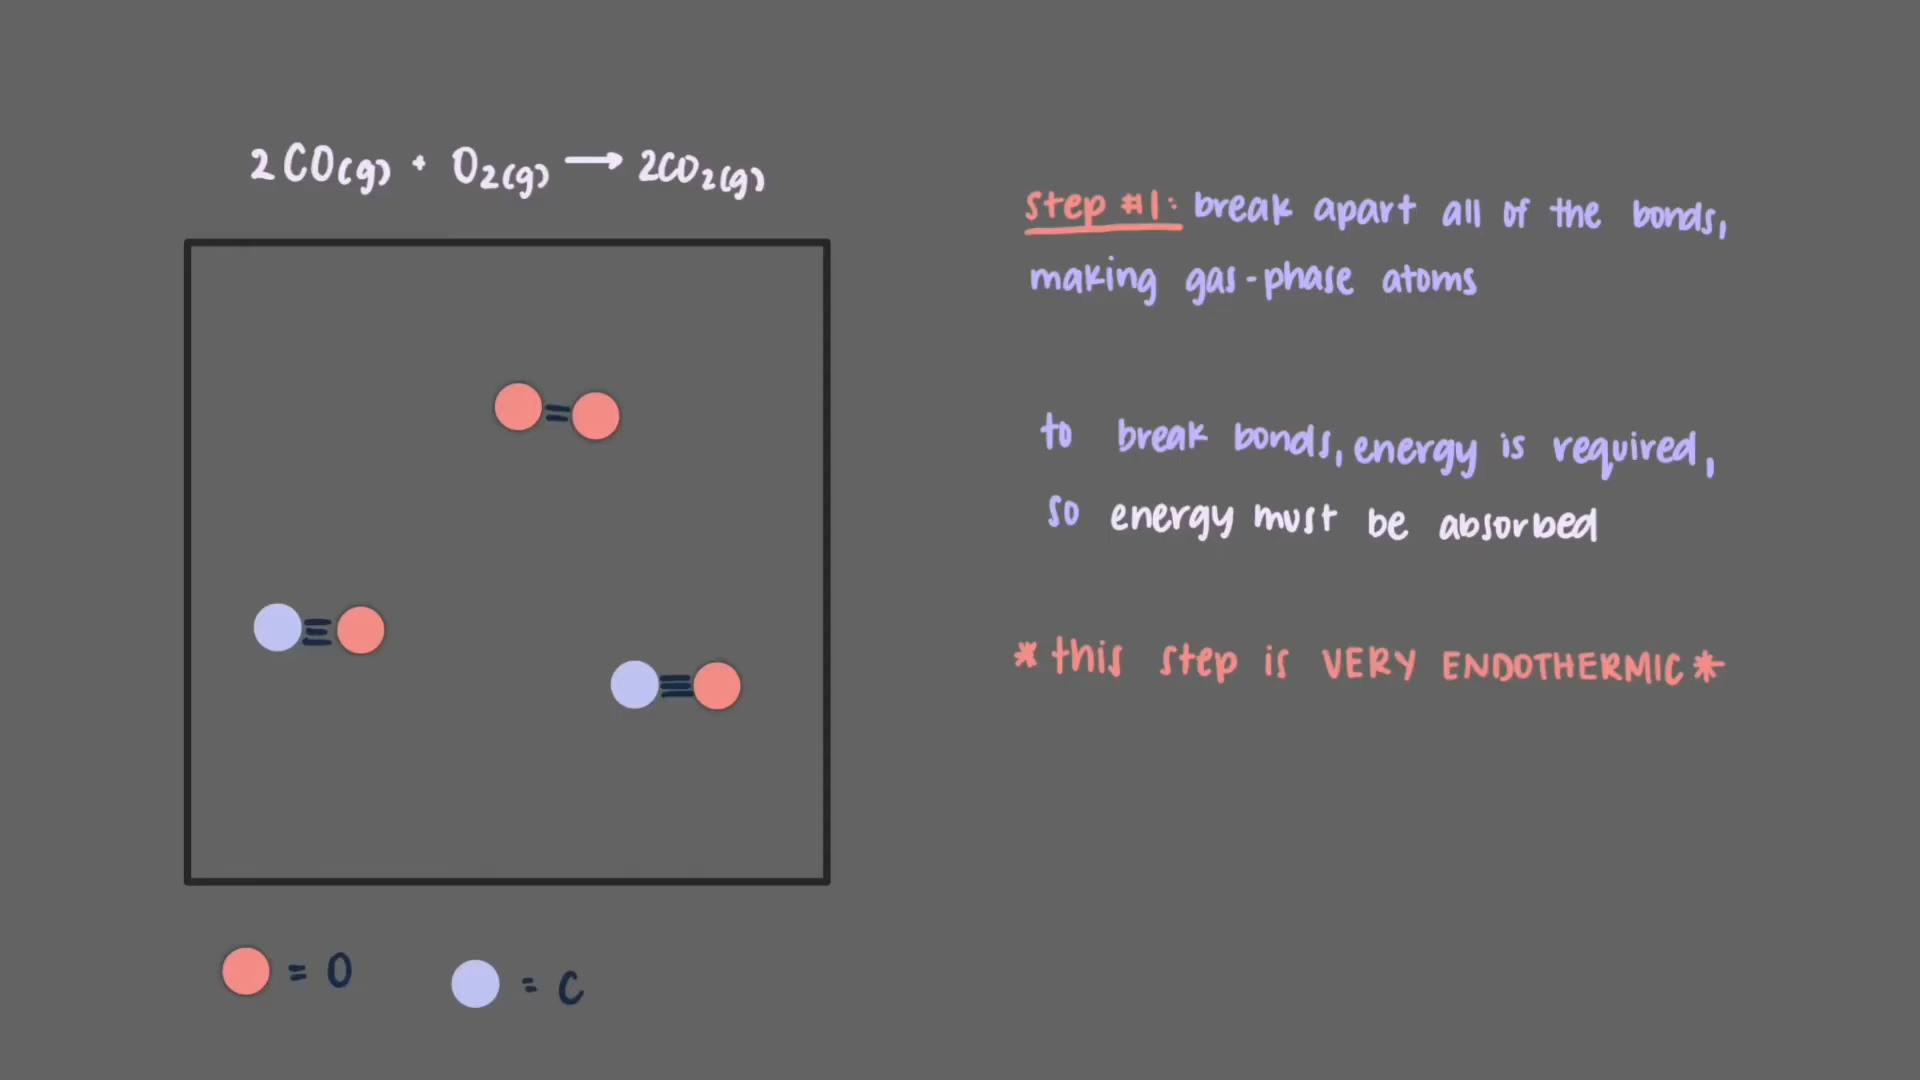 2CO(g) + O2(g) → 2CO2(g)
Step #1: break apart all of the bonds,
making gas-phase atoms
to break bonds, energy is required,
so energy must be absorbed
*this step is VERY ENDOTHERMIC*
= O
= C